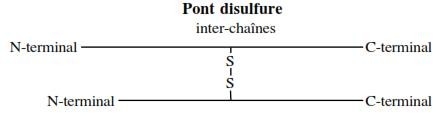 Pont disulfure
inter-chaînes
N-terminal C-terminal
S
S
N-terminal C-terminal